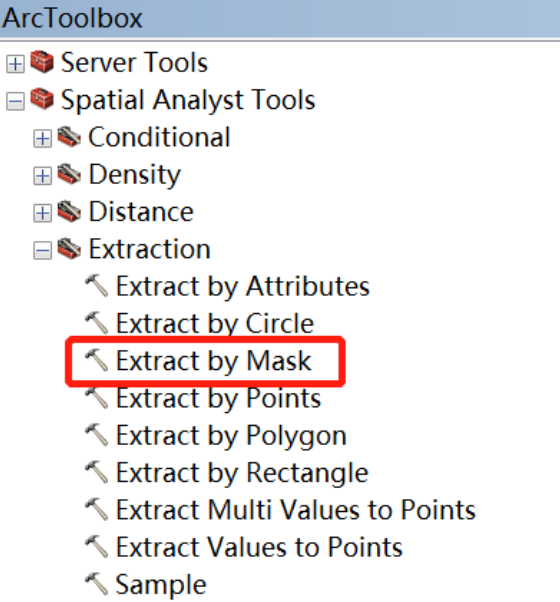 ArcToolbox
Server Tools
Spatial Analyst Tools
Conditional
Density
Distance
Extraction
Extract by Attributes
Extract by Circle
Extract by Mask
Extract by Points
Extract by Polygon
Extract by Rectangle
Extract Multi Values to Points
Extract Values to Points
Sample